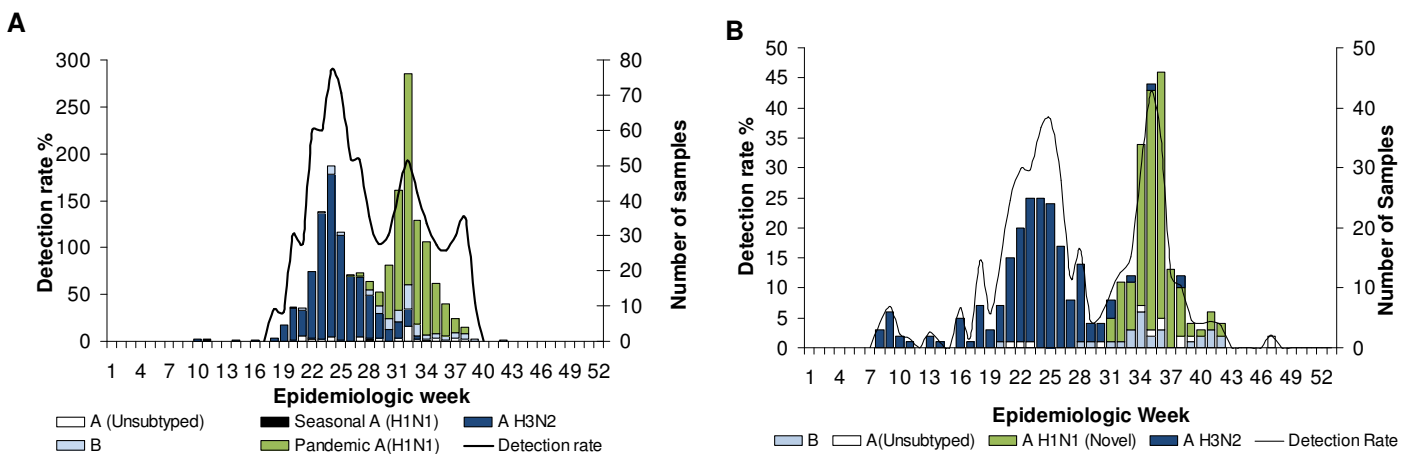 A
300
250
200
150
100
50
0
Detection rate %
80
70
60
50
40
30
20
10
0
Number of samples
1 4 7 10 13 16 19 22 25 28 31 34 37 40 43 46 49 52
Epidemiologic week
A (Unsubtyped) Seasonal A (H1N1) A H3N2
B Pandemic A(H1N1) Detection rate
B
50
45
40
35
30
25
20
15
10
5
0
Detection rate %
50
40
30
20
10
0
Number of Samples
1 4 7 10 13 16 19 22 25 28 31 34 37 40 43 46 49 52
Epidemiologic Week
B A(Unsubtyped) A H1N1 (Novel) A H3N2 Detection Rate